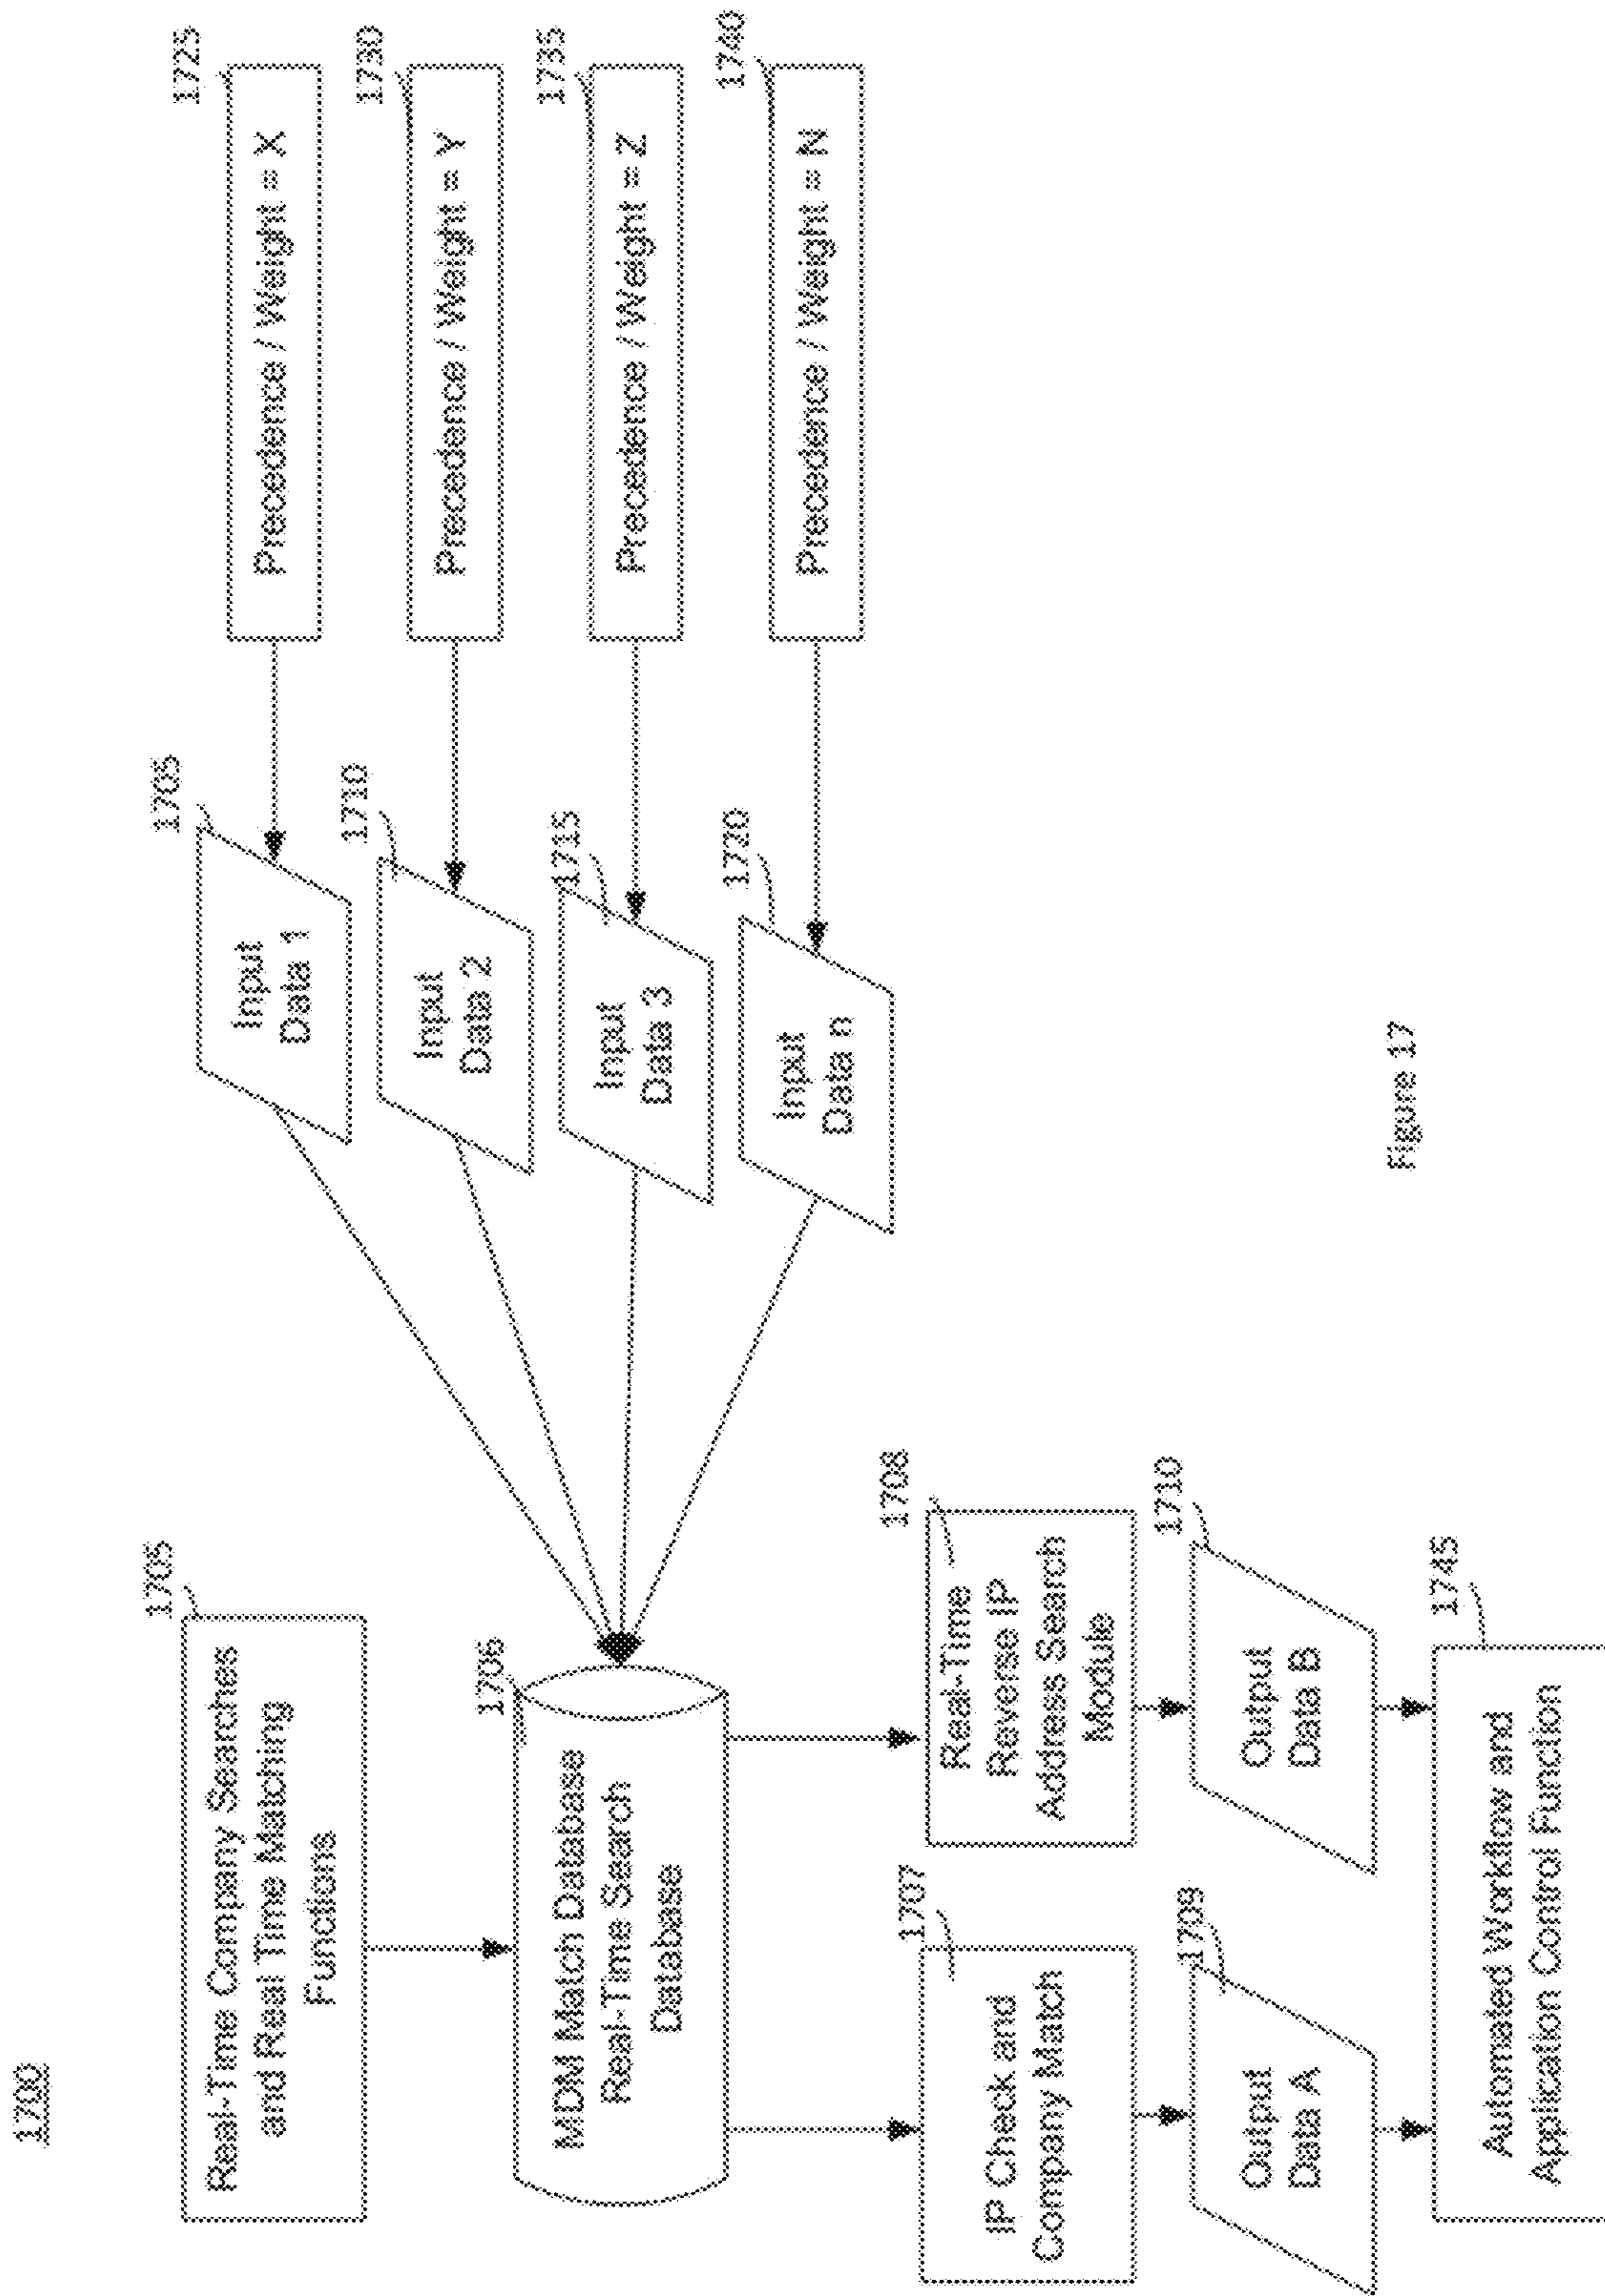 1700
1705
Real-Time Company Searches
and Real Time Matching
Functions
1706
MDM Match Database
Real-Time Search
Database
1707
IP Check and
Company Match
1708
Real-Time
Reverse IP
Address Search
Module
1709
Output
Data A
1710
Output
Data B
1745
Automated Workflow and
Application Control Function
1705
Input
Data 1
1710
Input
Data 2
1715
Input
Data 3
1720
Input
Data n
1725
Precedence / Weight = X
1730
Precedence / Weight = Y
1735
Precedence / Weight = Z
1740
Precedence / Weight = N
Figure 17